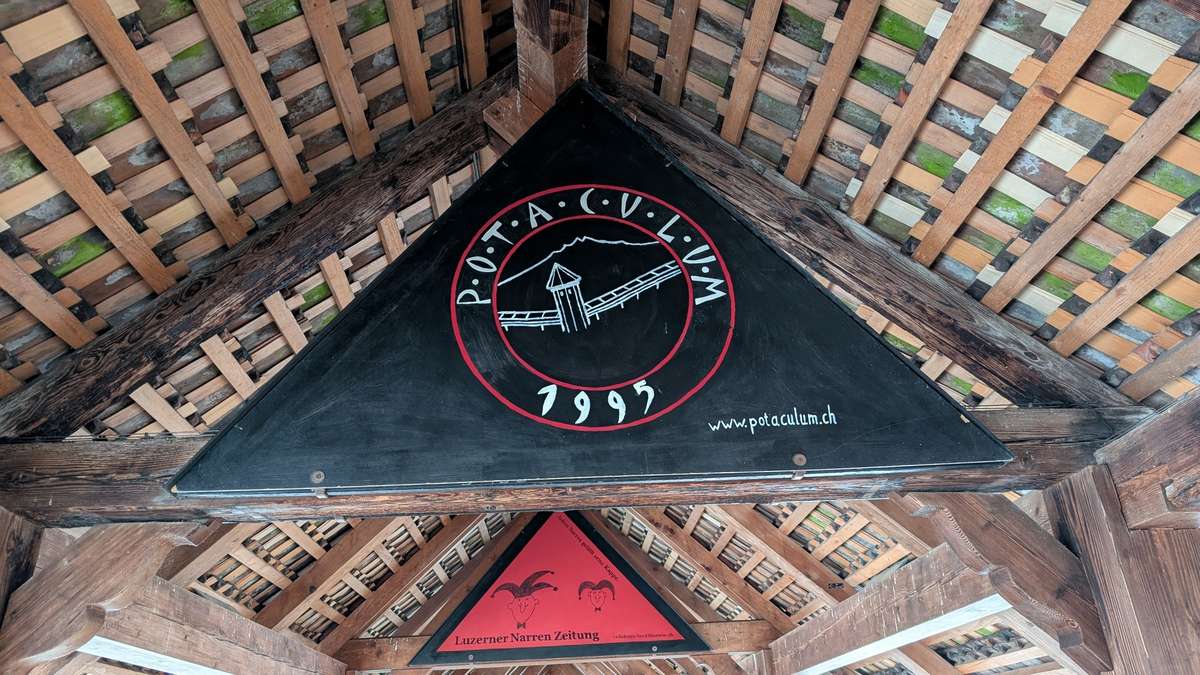 P·O·T·A·C·V·L·U·M
1995
www.potaculum.ch
Luzerner Narren Zeitung